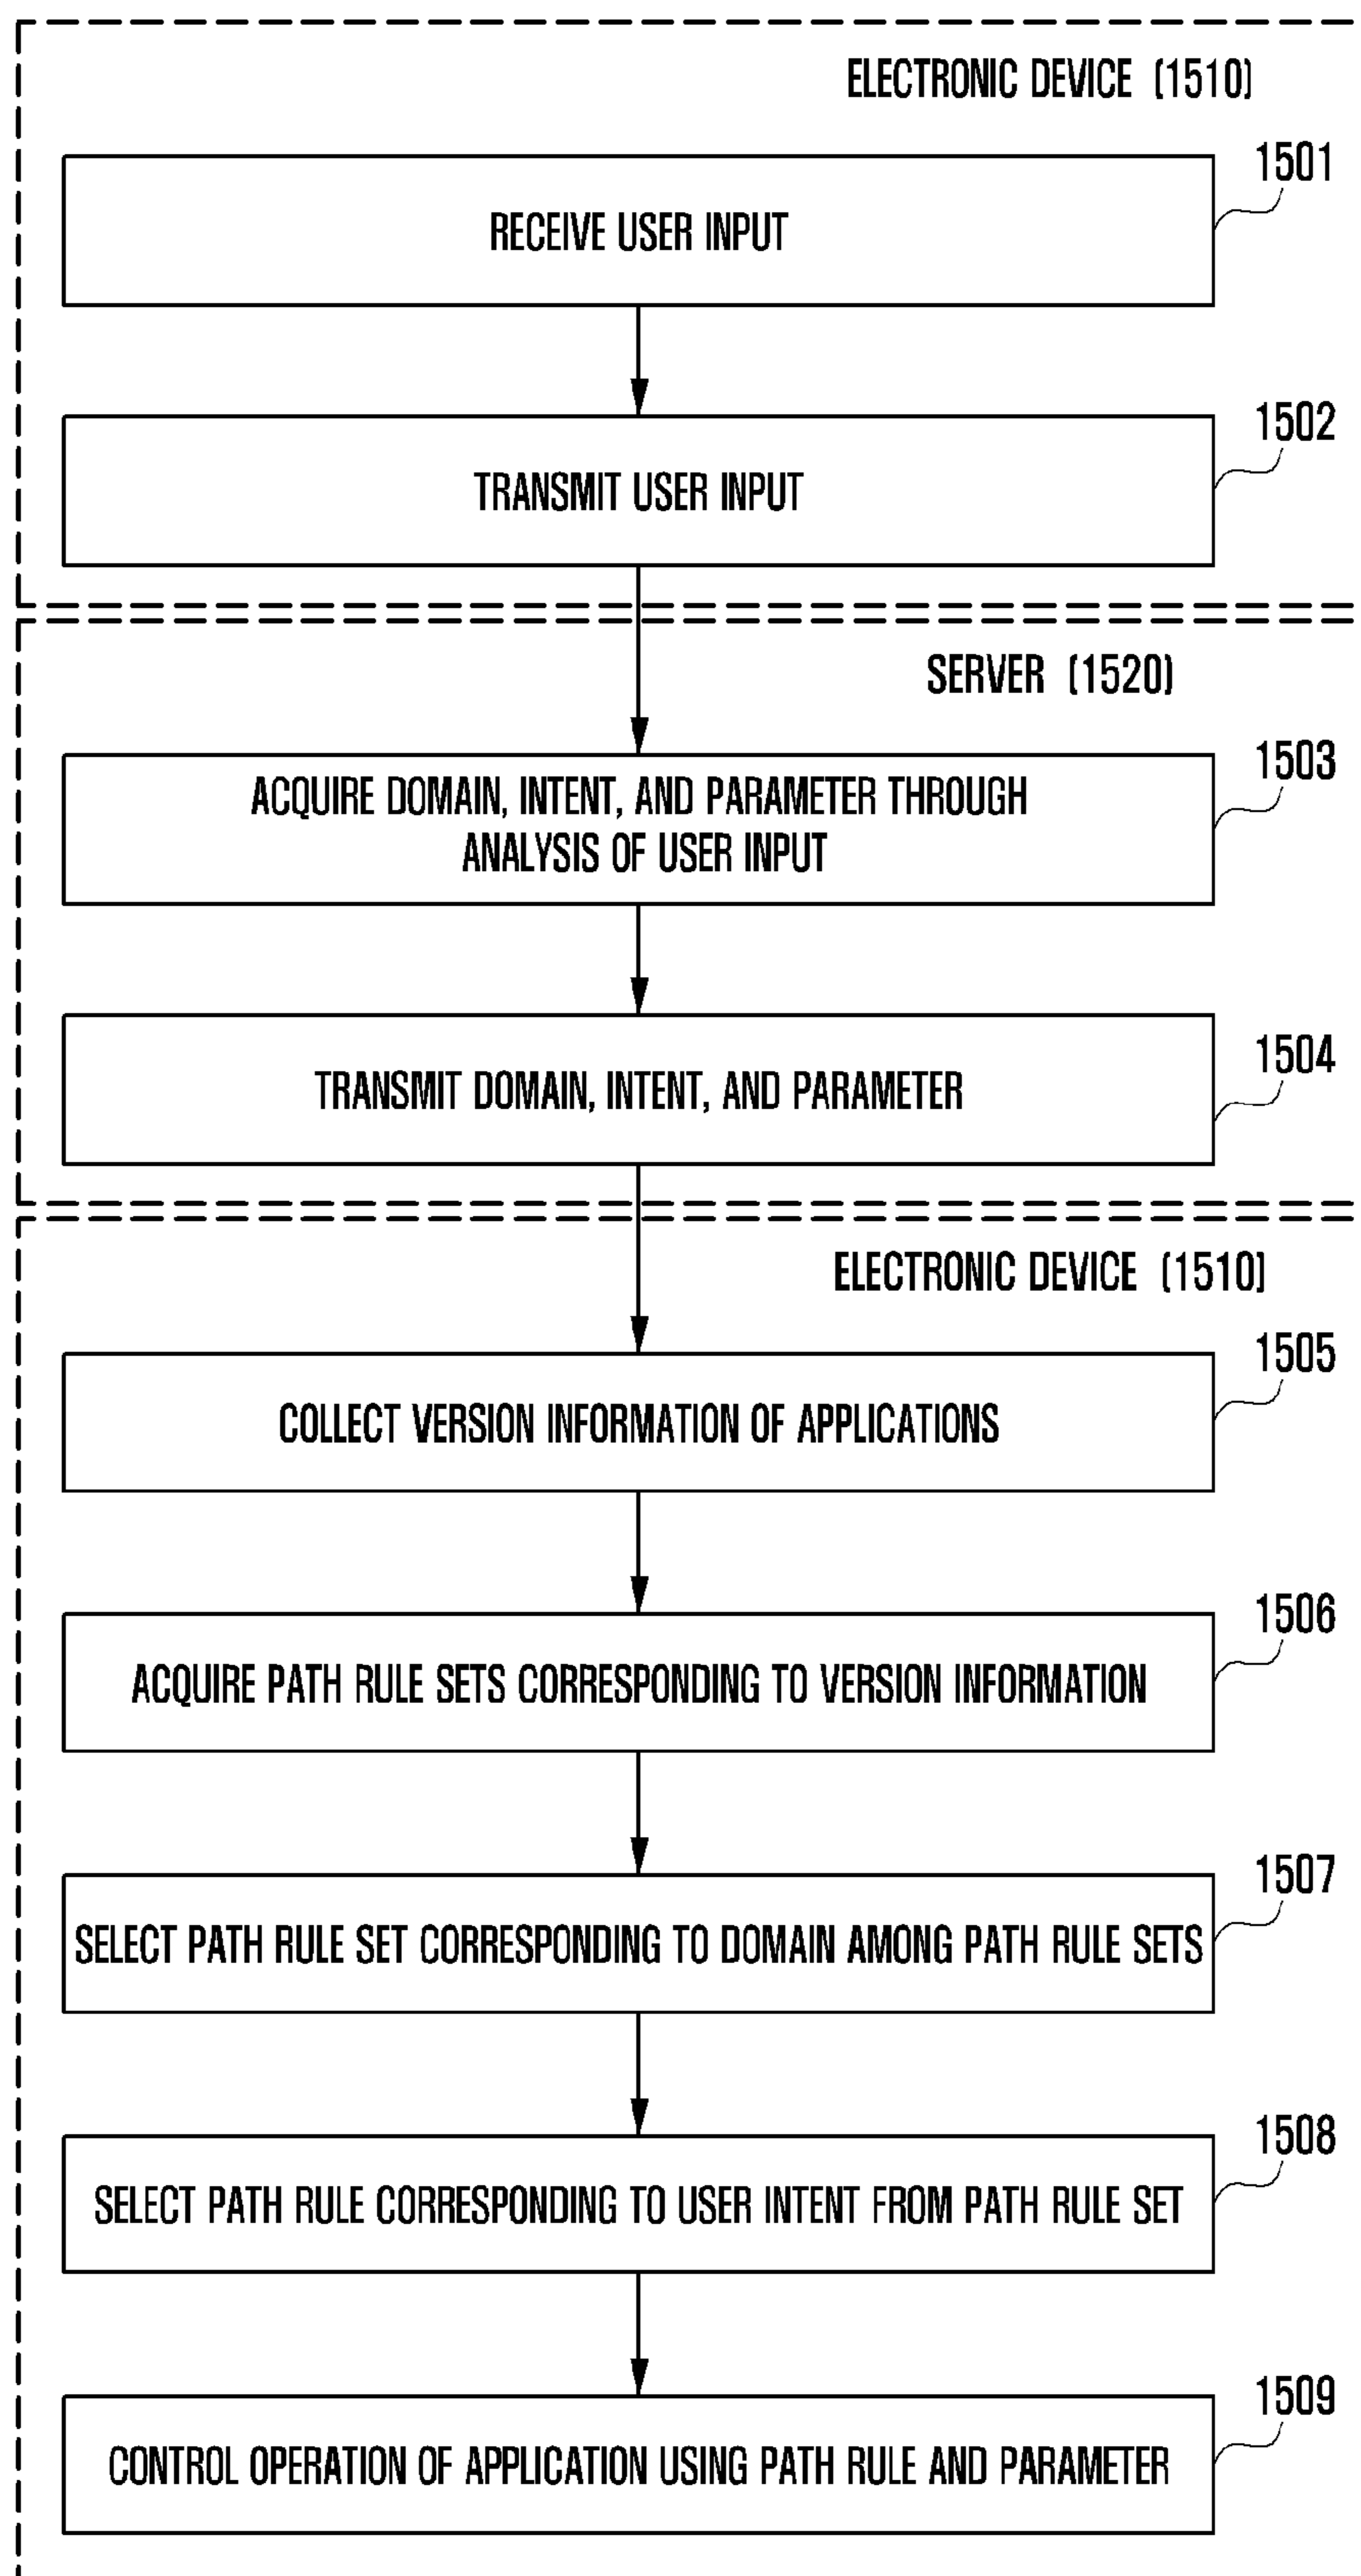 ELECTRONIC DEVICE (1510)
1501
RECEIVE USER INPUT
1502
TRANSMIT USER INPUT
SERVER (1520)
1503
ACQUIRE DOMAIN, INTENT, AND PARAMETER THROUGH
ANALYSIS OF USER INPUT
1504
TRANSMIT DOMAIN, INTENT, AND PARAMETER
ELECTRONIC DEVICE (1510)
1505
COLLECT VERSION INFORMATION OF APPLICATIONS
1506
ACQUIRE PATH RULE SETS CORRESPONDING TO VERSION INFORMATION
1507
SELECT PATH RULE SET CORRESPONDING TO DOMAIN AMONG PATH RULE SETS
1508
SELECT PATH RULE CORRESPONDING TO USER INTENT FROM PATH RULE SET
1509
CONTROL OPERATION OF APPLICATION USING PATH RULE AND PARAMETER